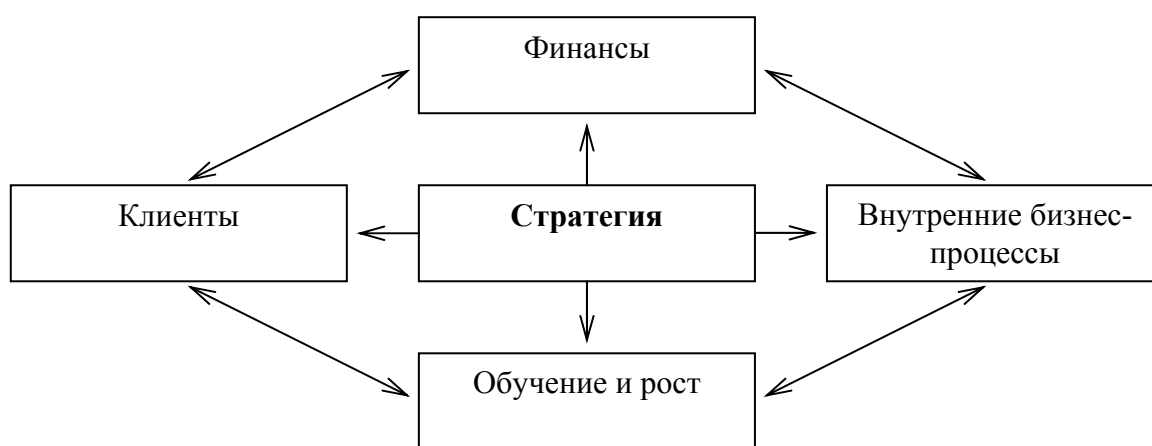 Финансы
Клиенты
Стратегия
Внутренние бизнес-
процессы
Обучение и рост